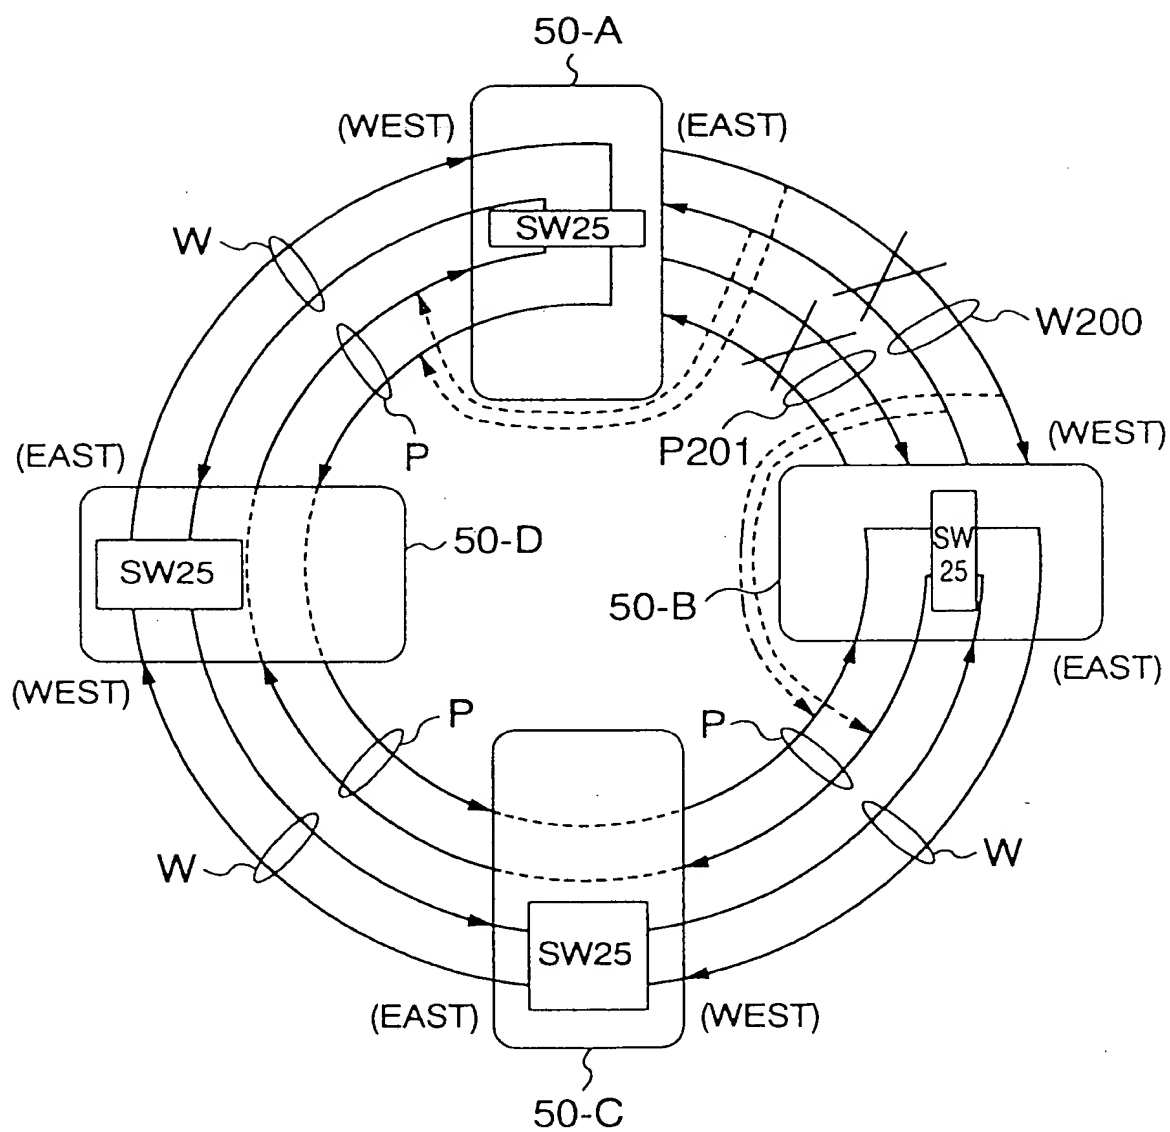 50-A
(WEST)
(EAST)
SW25
W
W200
P
P201
(EAST)
(WEST)
50-D
SW
25
SW25
50-B
(WEST)
(EAST)
P
P
W
W
SW25
(EAST)
(WEST)
50-C